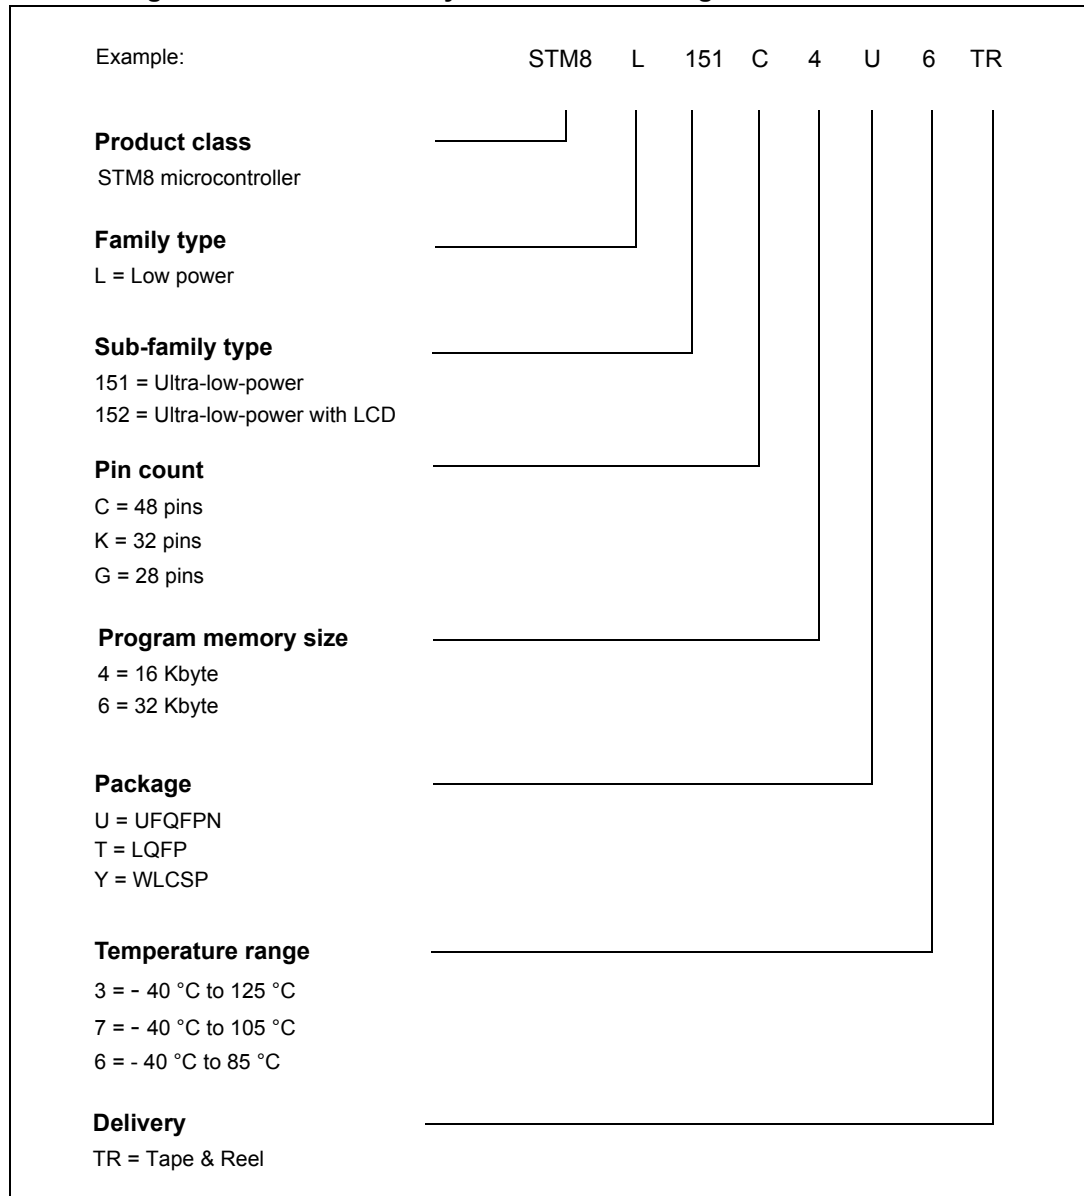 Example: STM8 L 151 C 4 U 6 TR
Product class
STM8 microcontroller
Family type
L = Low power
Sub-family type
151 = Ultra-low-power
152 = Ultra-low-power with LCD
Pin count
C = 48 pins
K = 32 pins
G = 28 pins
Program memory size
4 = 16 Kbyte
6 = 32 Kbyte
Package
U = UFQFPN
T = LQFP
Y = WLCSP
Temperature range
3 = - 40 °C to 125 °C
7 = - 40 °C to 105 °C
6 = - 40 °C to 85 °C
Delivery
TR = Tape & Reel